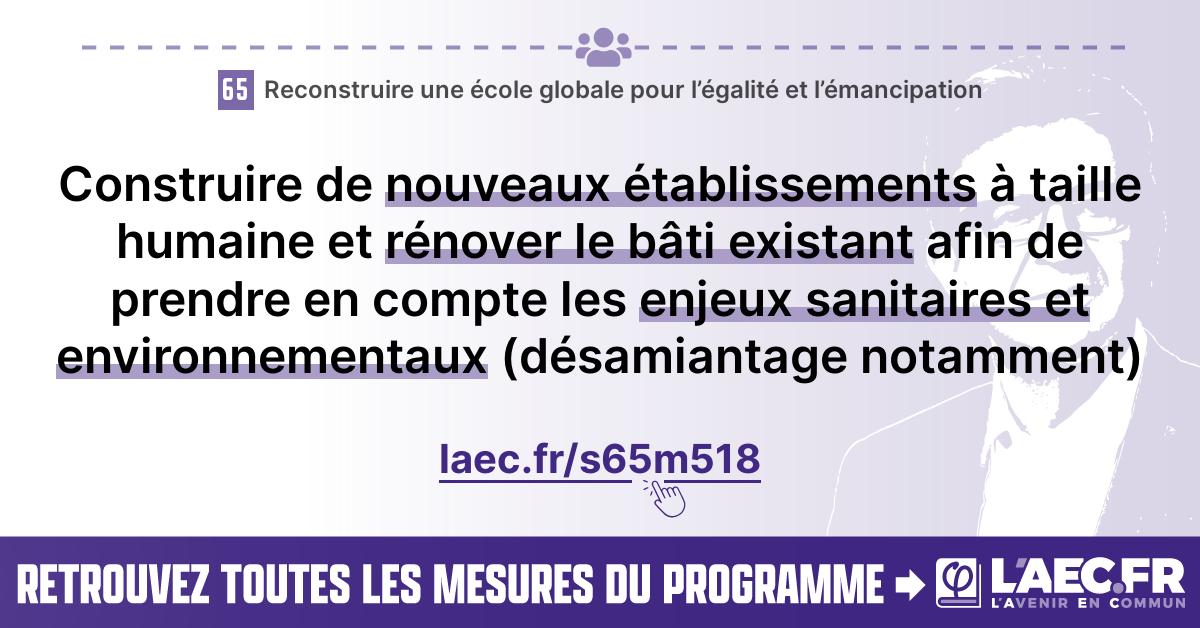 65 Reconstruire une école globale pour l’égalité et l’émancipation
Construire de nouveaux établissements à taille
humaine et rénover le bâti existant afin de
prendre en compte les enjeux sanitaires et
environnementaux (désamiantage notamment)
laec.fr/s65m518
RETROUVEZ TOUTES LES MESURES DU PROGRAMME → φ L'AEC.FR
L'AVENIR EN COMMUN